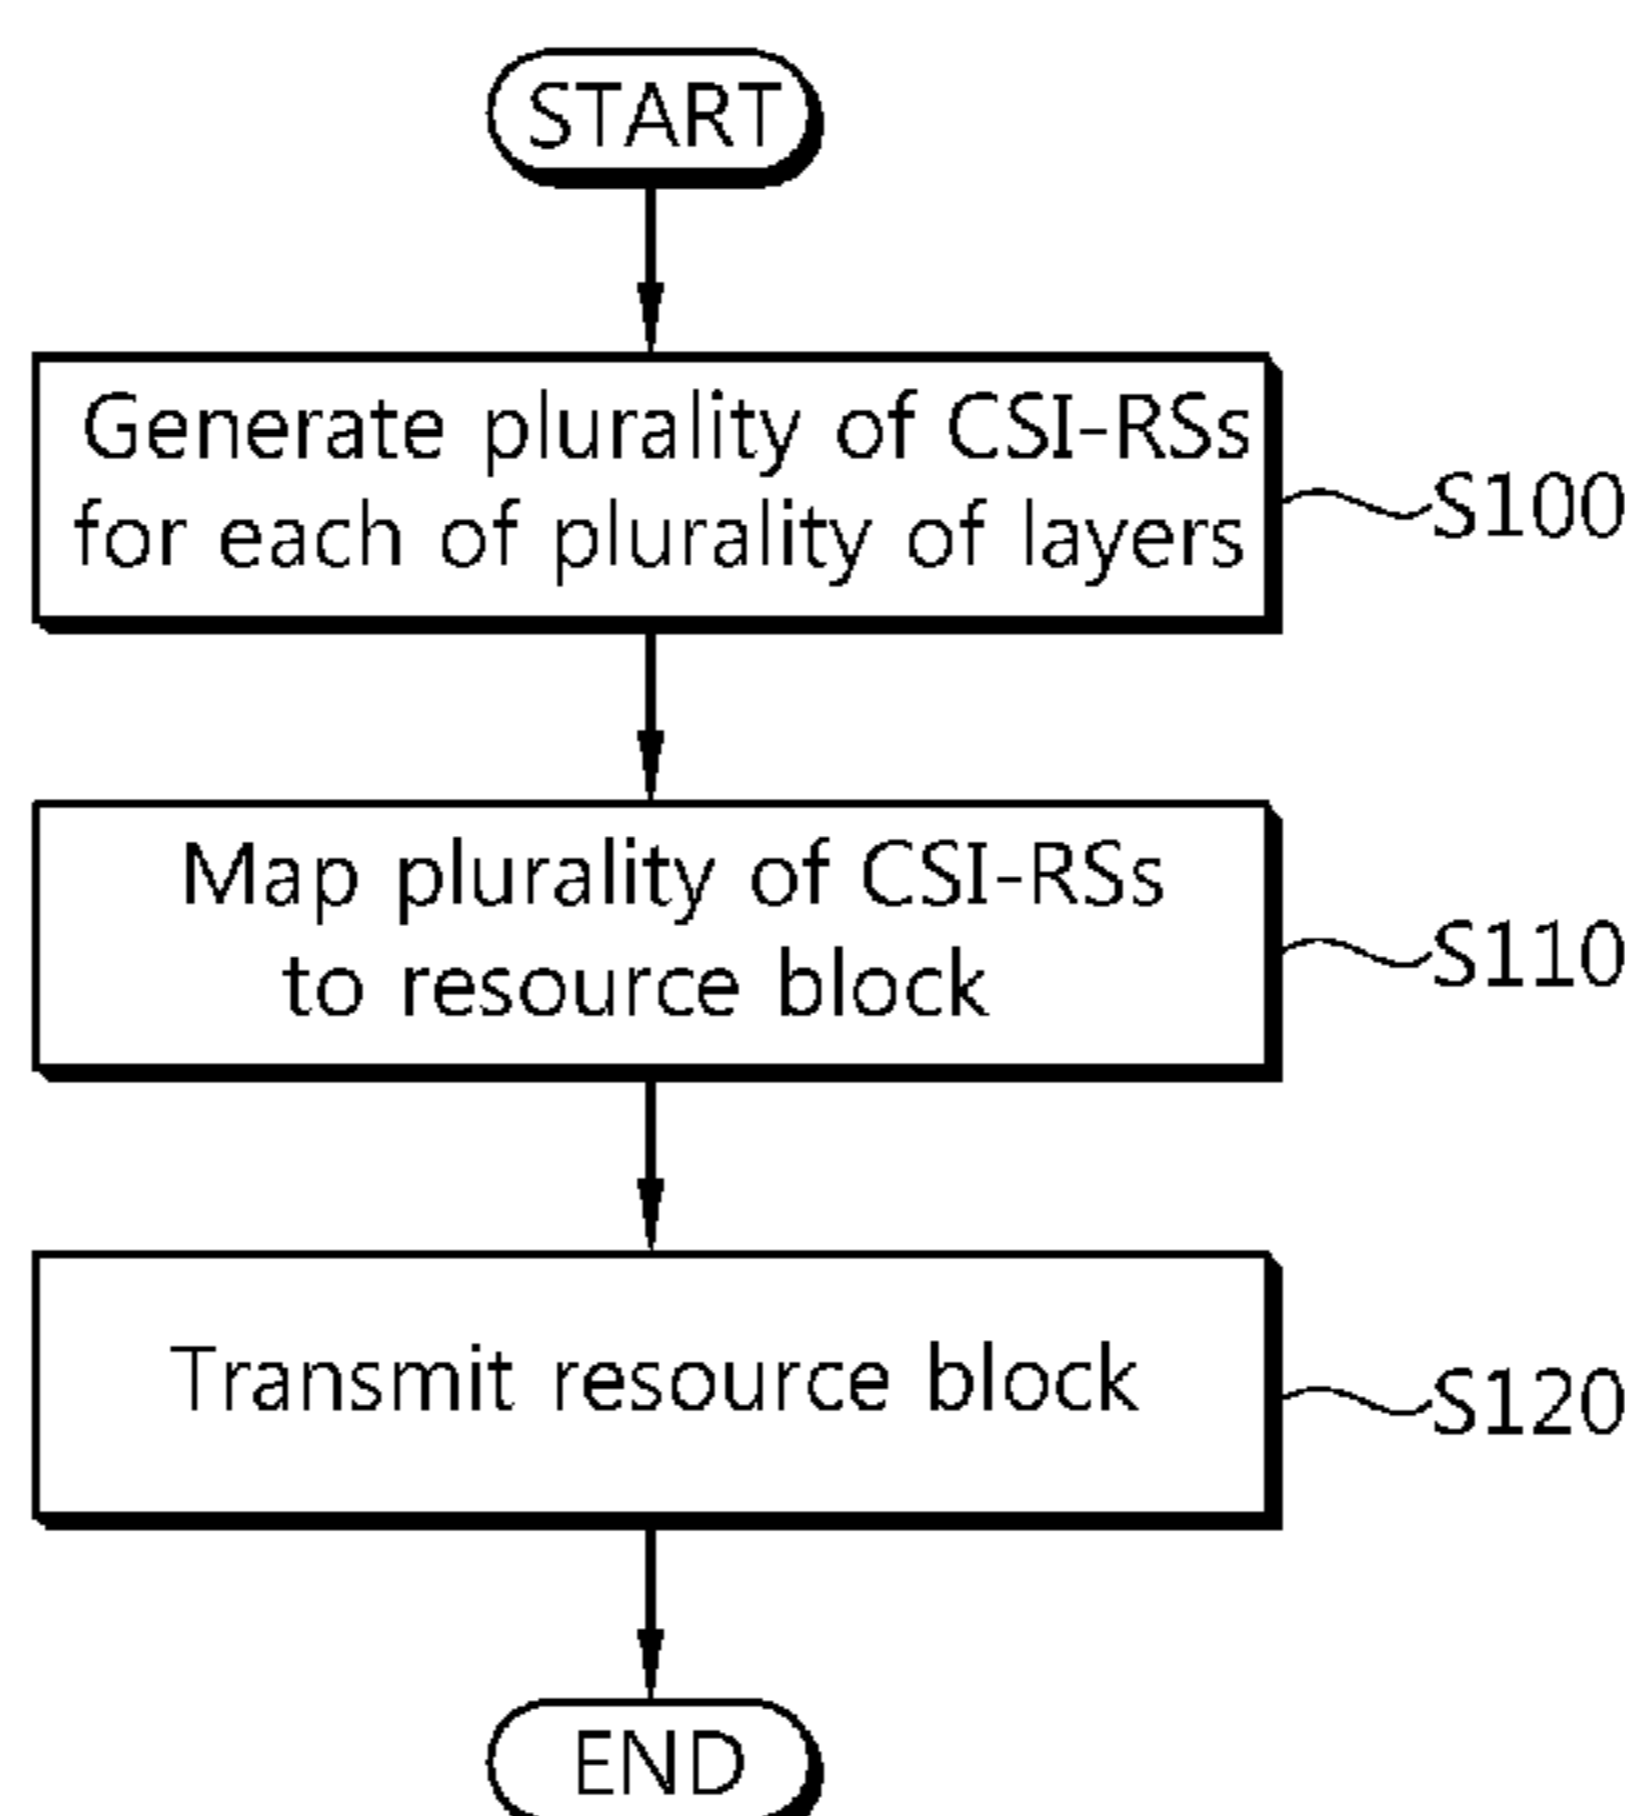 START
Generate plurality of CSI-RSs
for each of plurality of layers
S100
Map plurality of CSI-RSs
to resource block
S110
Transmit resource block
S120
END